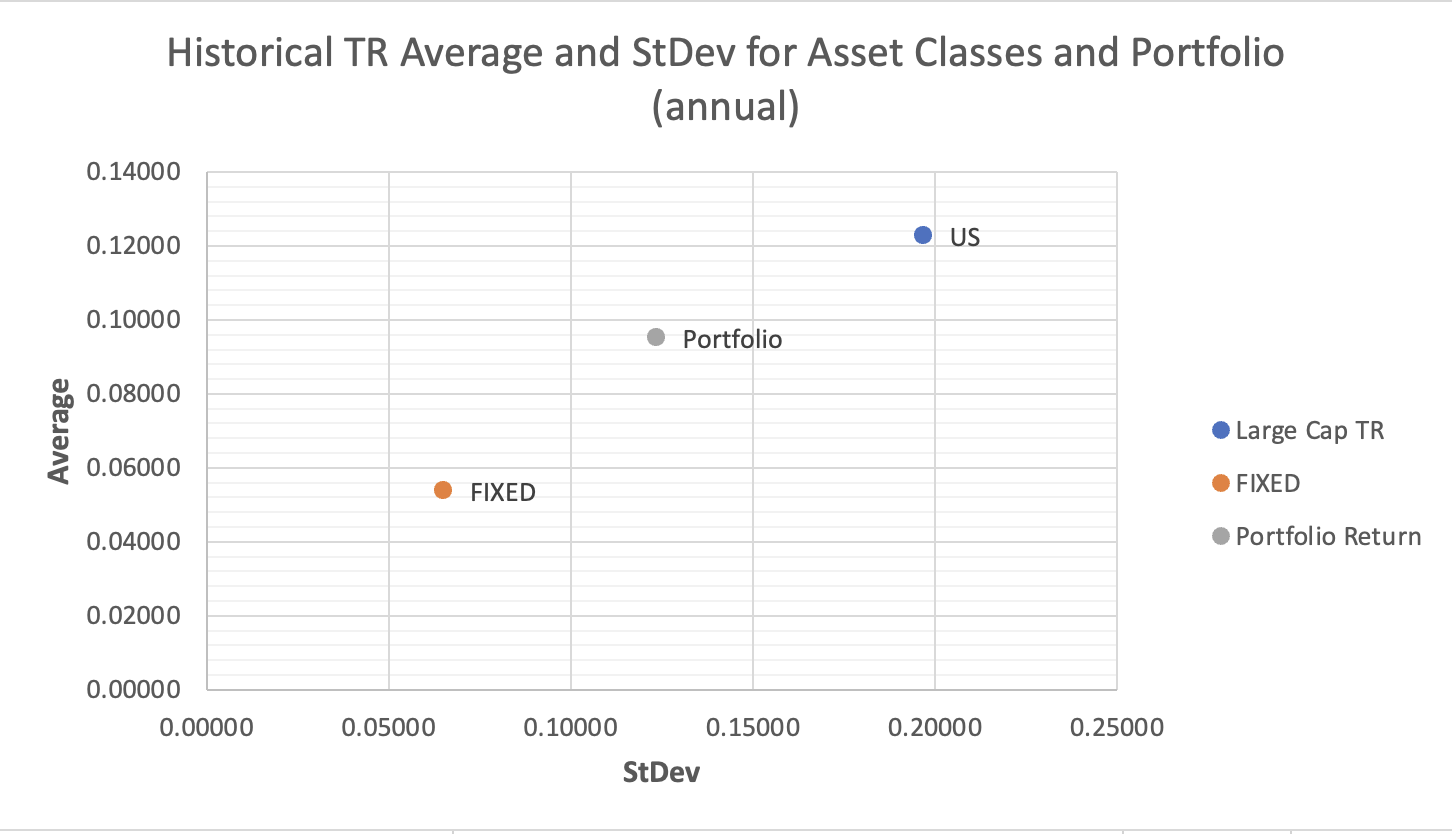 Historical TR Average and StDev for Asset Classes and Portfolio
(annual)
0.14000
0.12000
0.10000
0.08000
0.06000
0.04000
0.02000
0.00000
Average
US
Portfolio
FIXED
0.00000 0.05000 0.10000 0.15000 0.20000 0.25000
StDev
Large Cap TR
FIXED
Portfolio Return